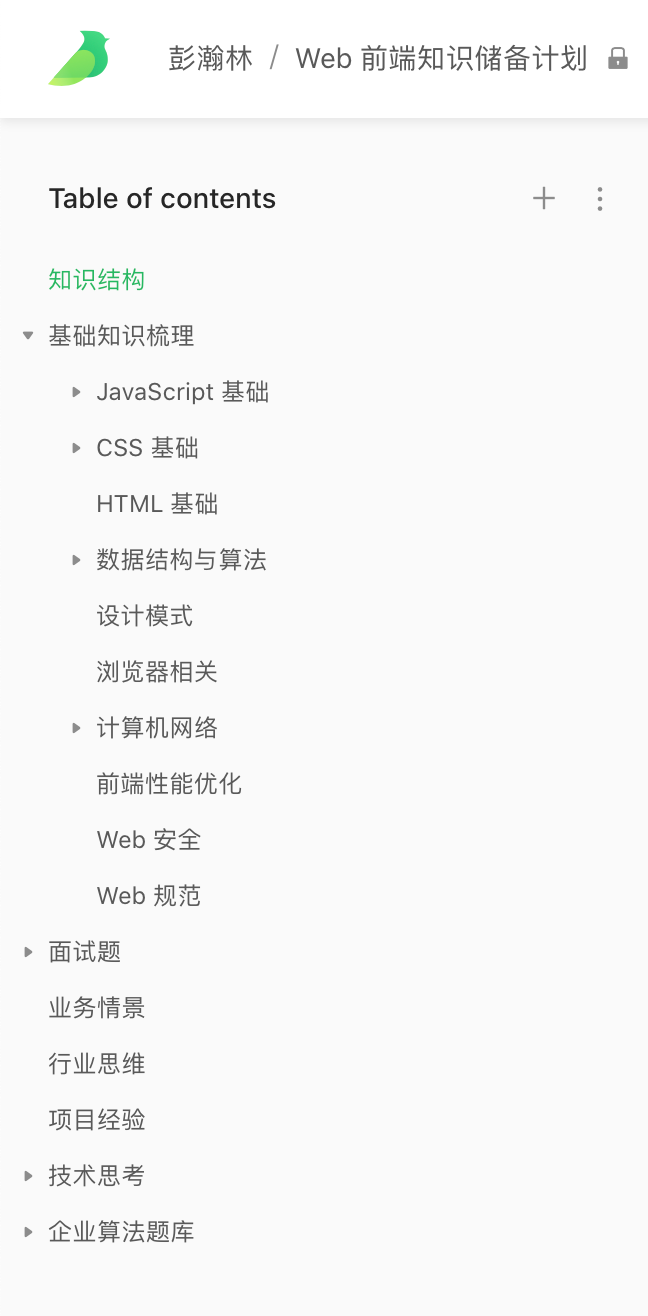 彭瀚林 / Web 前端知识储备计划
Table of contents
知识结构
基础知识梳理
JavaScript 基础
CSS 基础
HTML 基础
数据结构与算法
设计模式
浏览器相关
计算机网络
前端性能优化
Web 安全
Web 规范
面试题
业务情景
行业思维
项目经验
技术思考
企业算法题库